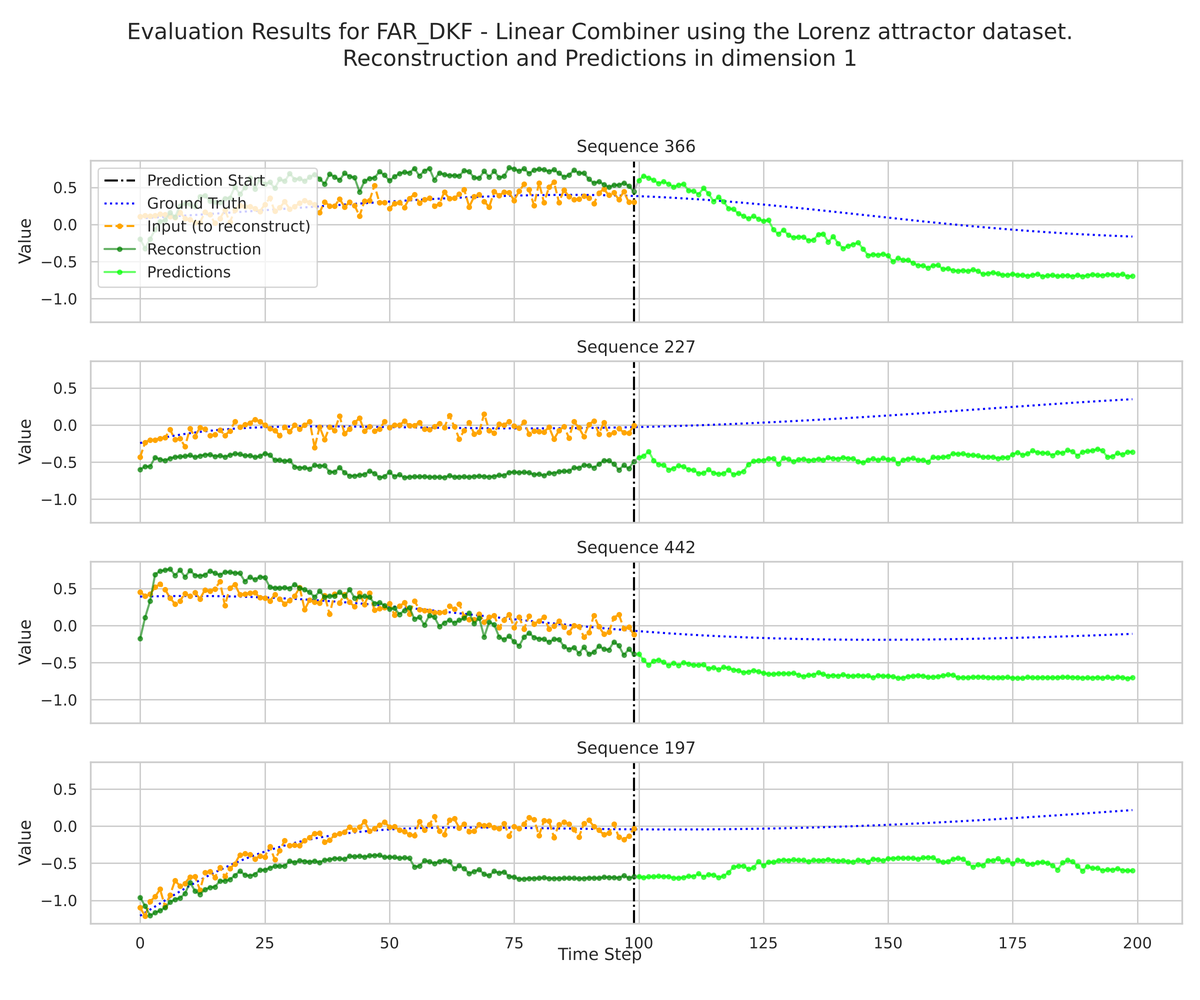 Evaluation Results for FAR_DKF - Linear Combiner using the Lorenz attractor dataset.
Reconstruction and Predictions in dimension 1
Sequence 366
Value
0.5
0.0
−0.5
−1.0
Prediction Start
Ground Truth
Input (to reconstruct)
Reconstruction
Predictions
Sequence 227
Value
0.5
0.0
−0.5
−1.0
Sequence 442
Value
0.5
0.0
−0.5
−1.0
Sequence 197
Value
0.5
0.0
−0.5
−1.0
0 25 50 75 100 125 150 175 200
Time Step